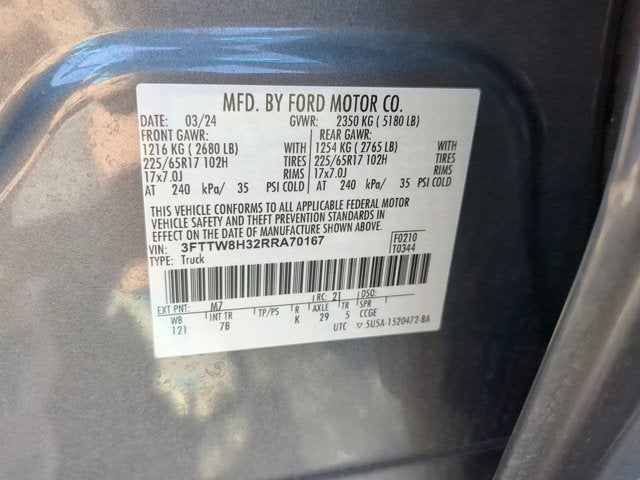 MFD. BY FORD MOTOR CO.
DATE: 03/24 GVWR: 2350 KG ( 5180 LB)
FRONT GAWR: REAR GAWR:
1216 KG ( 2680 LB) 1254 KG ( 2765 LB)
225/65R17 102H TIRES 225/65R17 102H TIRES
17x7.0J RIMS 17x7.0J RIMS
AT 240 kPa/ 35 PSI COLD AT 240 kPa/ 35 PSI COLD
THIS VEHICLE CONFORMS TO ALL APPLICABLE FEDERAL MOTOR
VEHICLE SAFETY AND THEFT PREVENTION STANDARDS IN
EFFECT ON THE DATE OF MANUFACTURE SHOWN ABOVE.
VIN: 3FTTW8H32RRA70167 F0210
TYPE: Truck T0344
EXT PNT: M7 RC: 21 DSO:
WB INT TR TP/PS R AXLE TR SPR
121 7B K 29 5 CCGE
UTC ▽ 5U5A-1520472-BA